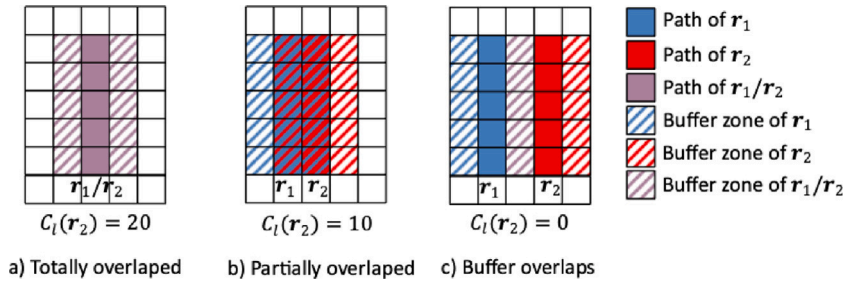 r₁/r₂
Cₗ(r₂) = 20
a) Totally overlaped
r₁ r₂
Cₗ(r₂) = 10
b) Partially overlaped
r₁ r₂
Cₗ(r₂) = 0
c) Buffer overlaps
Path of r₁
Path of r₂
Path of r₁/r₂
Buffer zone of r₁
Buffer zone of r₂
Buffer zone of r₁/r₂